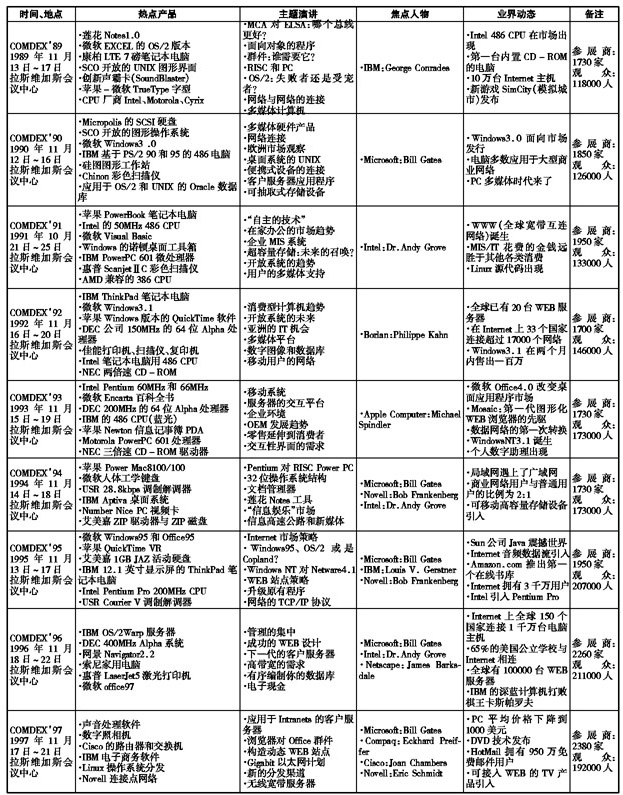 时间、地点
热点产品
主题演讲
焦点人物
业界动态
备注
COMDEX'89
1989 年 11 月
13 日～17 日
拉斯维加斯会
议中心
·莲花 Notes1.0
·微软 EXCEL 的 OS/2 版本
·康柏 LTE 7 磅笔记本电脑
·SCO 开放的 UNIX 图形界面
·创新声霸卡(SoundBlaster)
·苹果－微软 TrueType 字型
·CPU 厂商 Intel、Motorola、Cyrix
·MCA 对 ELSA:哪个总线
更好?
·面向对象的程序
·群件:谁需要它?
·RISC 和 PC
·OS/2:失败者还是受宠
者?
·网络与网络的连接
·多媒体计算机
·IBM:George Conrades
·Intel 486 CPU 在市场出
现
·第一台内置 CD－ROM
的电脑
·10 万台 Internet 主机
·新游戏 SimCity(模拟城
市)发布
参 展 商:
1730 家
观 众:
118000 人
COMDEX'90
1990 年 11 月
12 日～16 日
拉斯维加斯会
议中心
·Micropolis 的 SCSI 硬盘
·SCO 开放的图形操作系统
·微软 Windows3.0
·IBM 基于 PS/2 90 和 95 的 486 电脑
·硅图图形工作站
·Chinon 彩色扫描仪
·应用于 OS/2 和 UNIX 的 Oracle 数据
库
·多媒体硬件产品
·网络连接
·欧洲市场观察
·桌面系统的 UNIX
·便携式设备的连接
·客户服务器应用程序
·可抽取式存储设备
·Microsoft:Bill Gates
·Windows3.0 面向市场
发行
·电脑多数应用于大型商
业网络
·PC 多媒体时代来了
参 展 商:
1850 家
观 众:
126000 人
COMDEX'91
1991 年 10 月
21 日～25 日
拉斯维加斯会
议中心
·苹果 PowerBook 笔记本电脑
·Intel 的 50MHZ 486 CPU
·微软 Visual Basic
·Windows 的诺顿桌面工具箱
·IBM PowerPC 601 微处理器
·惠普 ScanjetⅡC 彩色扫描仪
·AMD 兼容的 386 CPU
·“自主的技术”
·在家办公的市场趋势
·企业 MIS 系统
·超容量存储:未来的召唤?
·开放系统的趋势
·用户的多媒体支持
·Intel:Dr. Andy Grove
·WWW(全球宽带互连
网络)诞生
·MIS/IT 花费的金钱远
胜于其他各类消费
·Linux 源代码出现
参 展 商:
1950 家
观 众:
133000 人
COMDEX'92
1992 年 11 月
16 日～20 日
拉斯维加斯会
议中心
·IBM ThinkPad 笔记本电脑
·微软 Windows3.1
·苹果 Windows 版本的 QuickTime 软件
·DEC 公司 150MHz 的 64 位 Alpha 处
理器
·佳能打印机、扫描仪、复印机
·Intel 笔记本电脑用 486 CPU
·NEC 两倍速 CD－ROM
·消费型计算机趋势
·开放系统的未来
·亚洲的 IT 机会
·多媒体平台
·数字图像和数据库
·移动用户的网络
·Borlan:Philippe Kahn
·全球已有 20 台 WEB 服
务器
·在 Internet 上 33 个国家
连接超过 17000 个网络
·Windows3.1 在两个月
内售出一百万
参 展 商:
1700 家
观 众:
146000 人
COMDEX'93
1993 年 11 月
15 日～19 日
拉斯维加斯会
议中心
·Intel Pentium 60MHz 和 66MHz
·微软 Encarta 百科全书
·DEC 200MHz 的 64 位 Alpha 处理器
·IBM 的 486 CPU(蓝光)
·苹果 Newton 信息记事簿 PDA
·Motorola PowerPC 601 处理器
·NEC 三倍速 CD－ROM 驱动器
·移动系统
·服务器的交互平台
·企业环境
·OEM 发展趋势
·零售延伸到消费者
·交互性界面的需求
·Apple Computer:Michael
Spindler
·微软 Office4.0 改变桌
面应用程序市场
·Mosaic:第一代图形化
WEB 浏览器的先驱
·数据网络的第一次转换
·WindowsNT3.1 诞生
·个人数字助理出现
参 展 商:
1730 家
观 众:
173000 人
COMDEX'94
1994 年 11 月
14 日～18 日
拉斯维加斯会
议中心
·苹果 Power Mac8100/100
·微软人体工学键盘
·USR 28.8kbps 调制解调器
·IBM Aptiva 桌面系统
·Number Nice PC 视频卡
·艾美嘉 ZIP 驱动器与 ZIP 磁盘
·Pentium 对 RISC Power PC
·32 位操作系统结构
·文档管理器
·莲花 Notes 工具
·“信息娱乐”市场
·信息高速公路和新媒体
·Microsoft:Bill Gates
·Novell:Bob Frankenberg
·Intel:Dr. Andy Grove
·局域网遇上了广域网
·商业网络用户与普通用户
的比例为 2:1
·可移动高容量存储设备
引入
参 展 商:
1730 家
观 众:
173000 人
COMDEX'95
1995 年 11 月
13 日～17 日
拉斯维加斯会
议中心
·微软 Windows95 和 Office95
·苹果 QuickTime VR
·艾美嘉 1GB JAZ 活动硬盘
·IBM 12.1 英寸显示屏的 ThinkPad 笔
记本电脑
·Intel Pentium Pro 200MHz CPU
·USR Courier V 调制解调器
·Internet 市场策略
·Windows95、OS/2 或是
Copland?
·Windows NT 对 Netware4.1
·WEB 站点策略
·升级原有程序
·网络的 TCP/IP 协议
·Microsoft:Bill Gates
·IBM:Louis V. Gerstner
·Novell:Bob Frankenberg
·Sun 公司 Java 震撼世界
·Internet 音频数据流引入
·Amazon.com 推出第一
个在线书库
·Internet 拥有 3 千万用户
·Intel 引入 Pentium Pro
参 展 商:
1950 家
观 众:
207000 人
COMDEX'96
1996 年 11 月
18 日～22 日
拉斯维加斯会
议中心
·IBM OS/2Warp 服务器
·DEC 400MHz Alpha 系统
·网景 Navigator2.2
·索尼家用电脑
·惠普 LaserJet5 激光打印机
·微软 office97
·管理的集中
·成功的 WEB 设计
·下一代的客户服务器
·高带宽的需求
·有序编制你的数据库
·电子现金
·Microsoft:Bill Gates
·Intel:Dr. Andy Grove
·Netscape: James Barks-
dale
·Internet 上全球 150 个
国家连接 1 千万台电脑
主机
·65%的美国公立学校与
Internet 相连
·全球有 100000 台 WEB
服务器
·IBM 的深蓝计算机打败
棋王卡斯帕罗夫
参 展 商:
2260 家
观 众:
211000 人
COMDEX'97
1997 年 11 月
17 日～21 日
拉斯维加斯会
议中心
·声音处理软件
·数字照相机
·Cisco 的路由器和交换机
·IBM 电子商务软件
·Linux 操作系统分发
·Novell 连接点网络
·应用于 Intranets 的客户服
务器
·浏览器对 Office 群件
·构造动态 WEB 站点
·Gigabit 以太网计划
·新的分发渠道
·无线宽带服务器
·Microsoft:Bill Gates
·Compaq: Eckhard Preif-
fer
·Cisco:Joan Chambers
·Novell:Eric Schmidt
·PC 平均价格下降到
1000 美元
·DVD 技术发布
·HotMail 拥有 950 万免
费邮件用户
·可接入 WEB 的 TV 产
品引入
参 展 商:
2380 家
观 众:
192000 人